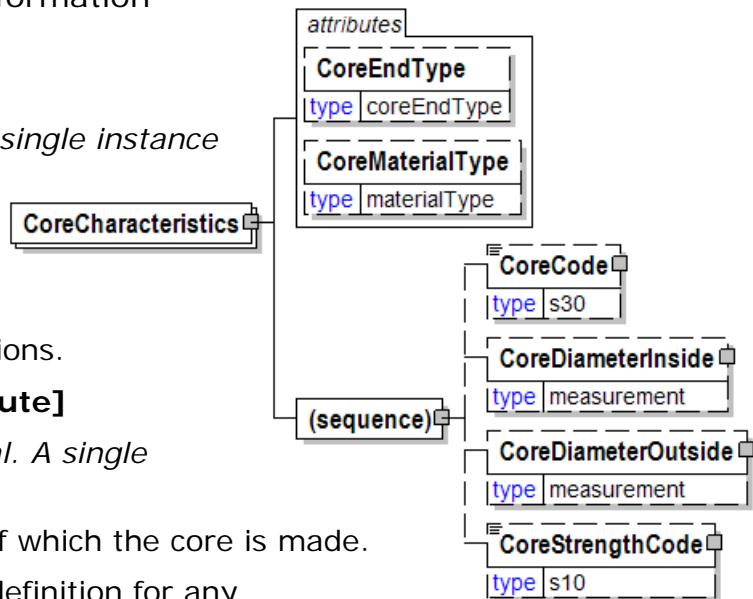 formation
attributes
CoreEndType
type coreEndType
single instance
CoreMaterialType
type materialType
CoreCharacteristics
CoreCode
type s30
ions.
CoreDiameterInside
type measurement
ute]
(sequence)
l. A single
CoreDiameterOutside
type measurement
f which the core is made.
CoreStrengthCode
definition for any
type s10